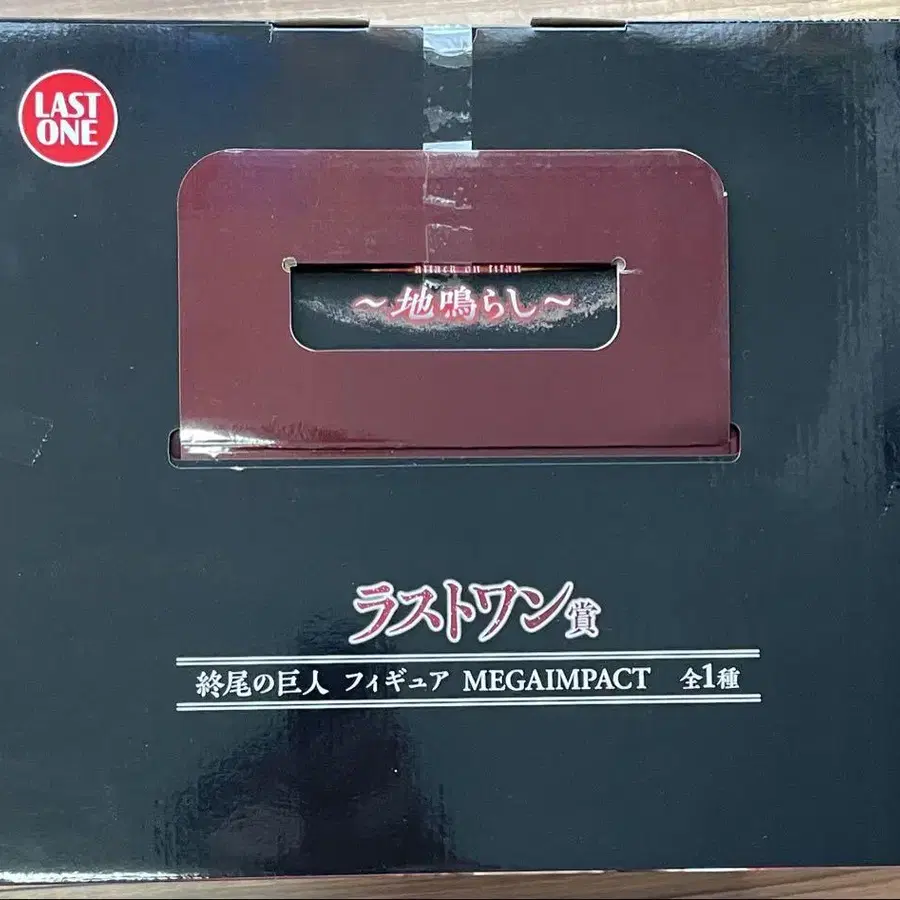 LAST
ONE
attack on titan
～地鳴らし～
ラストワン賞
終尾の巨人 フィギュア MEGAIMPACT 全1種